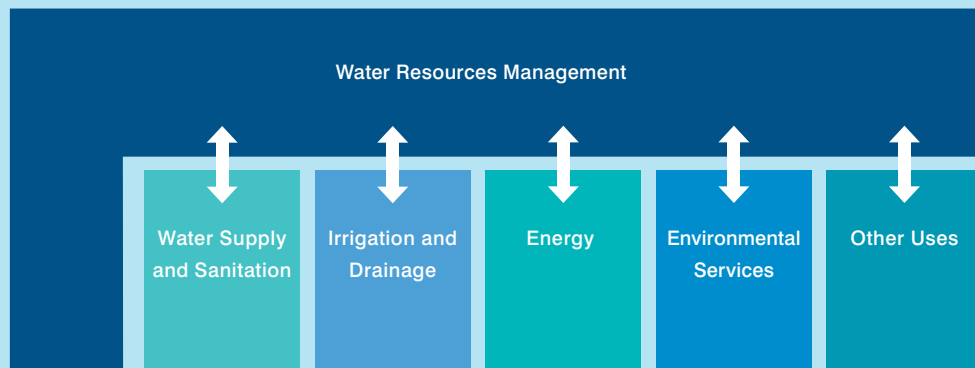 Water Resources Management
Water Supply
and Sanitation
Irrigation and
Drainage
Energy
Environmental
Services
Other Uses